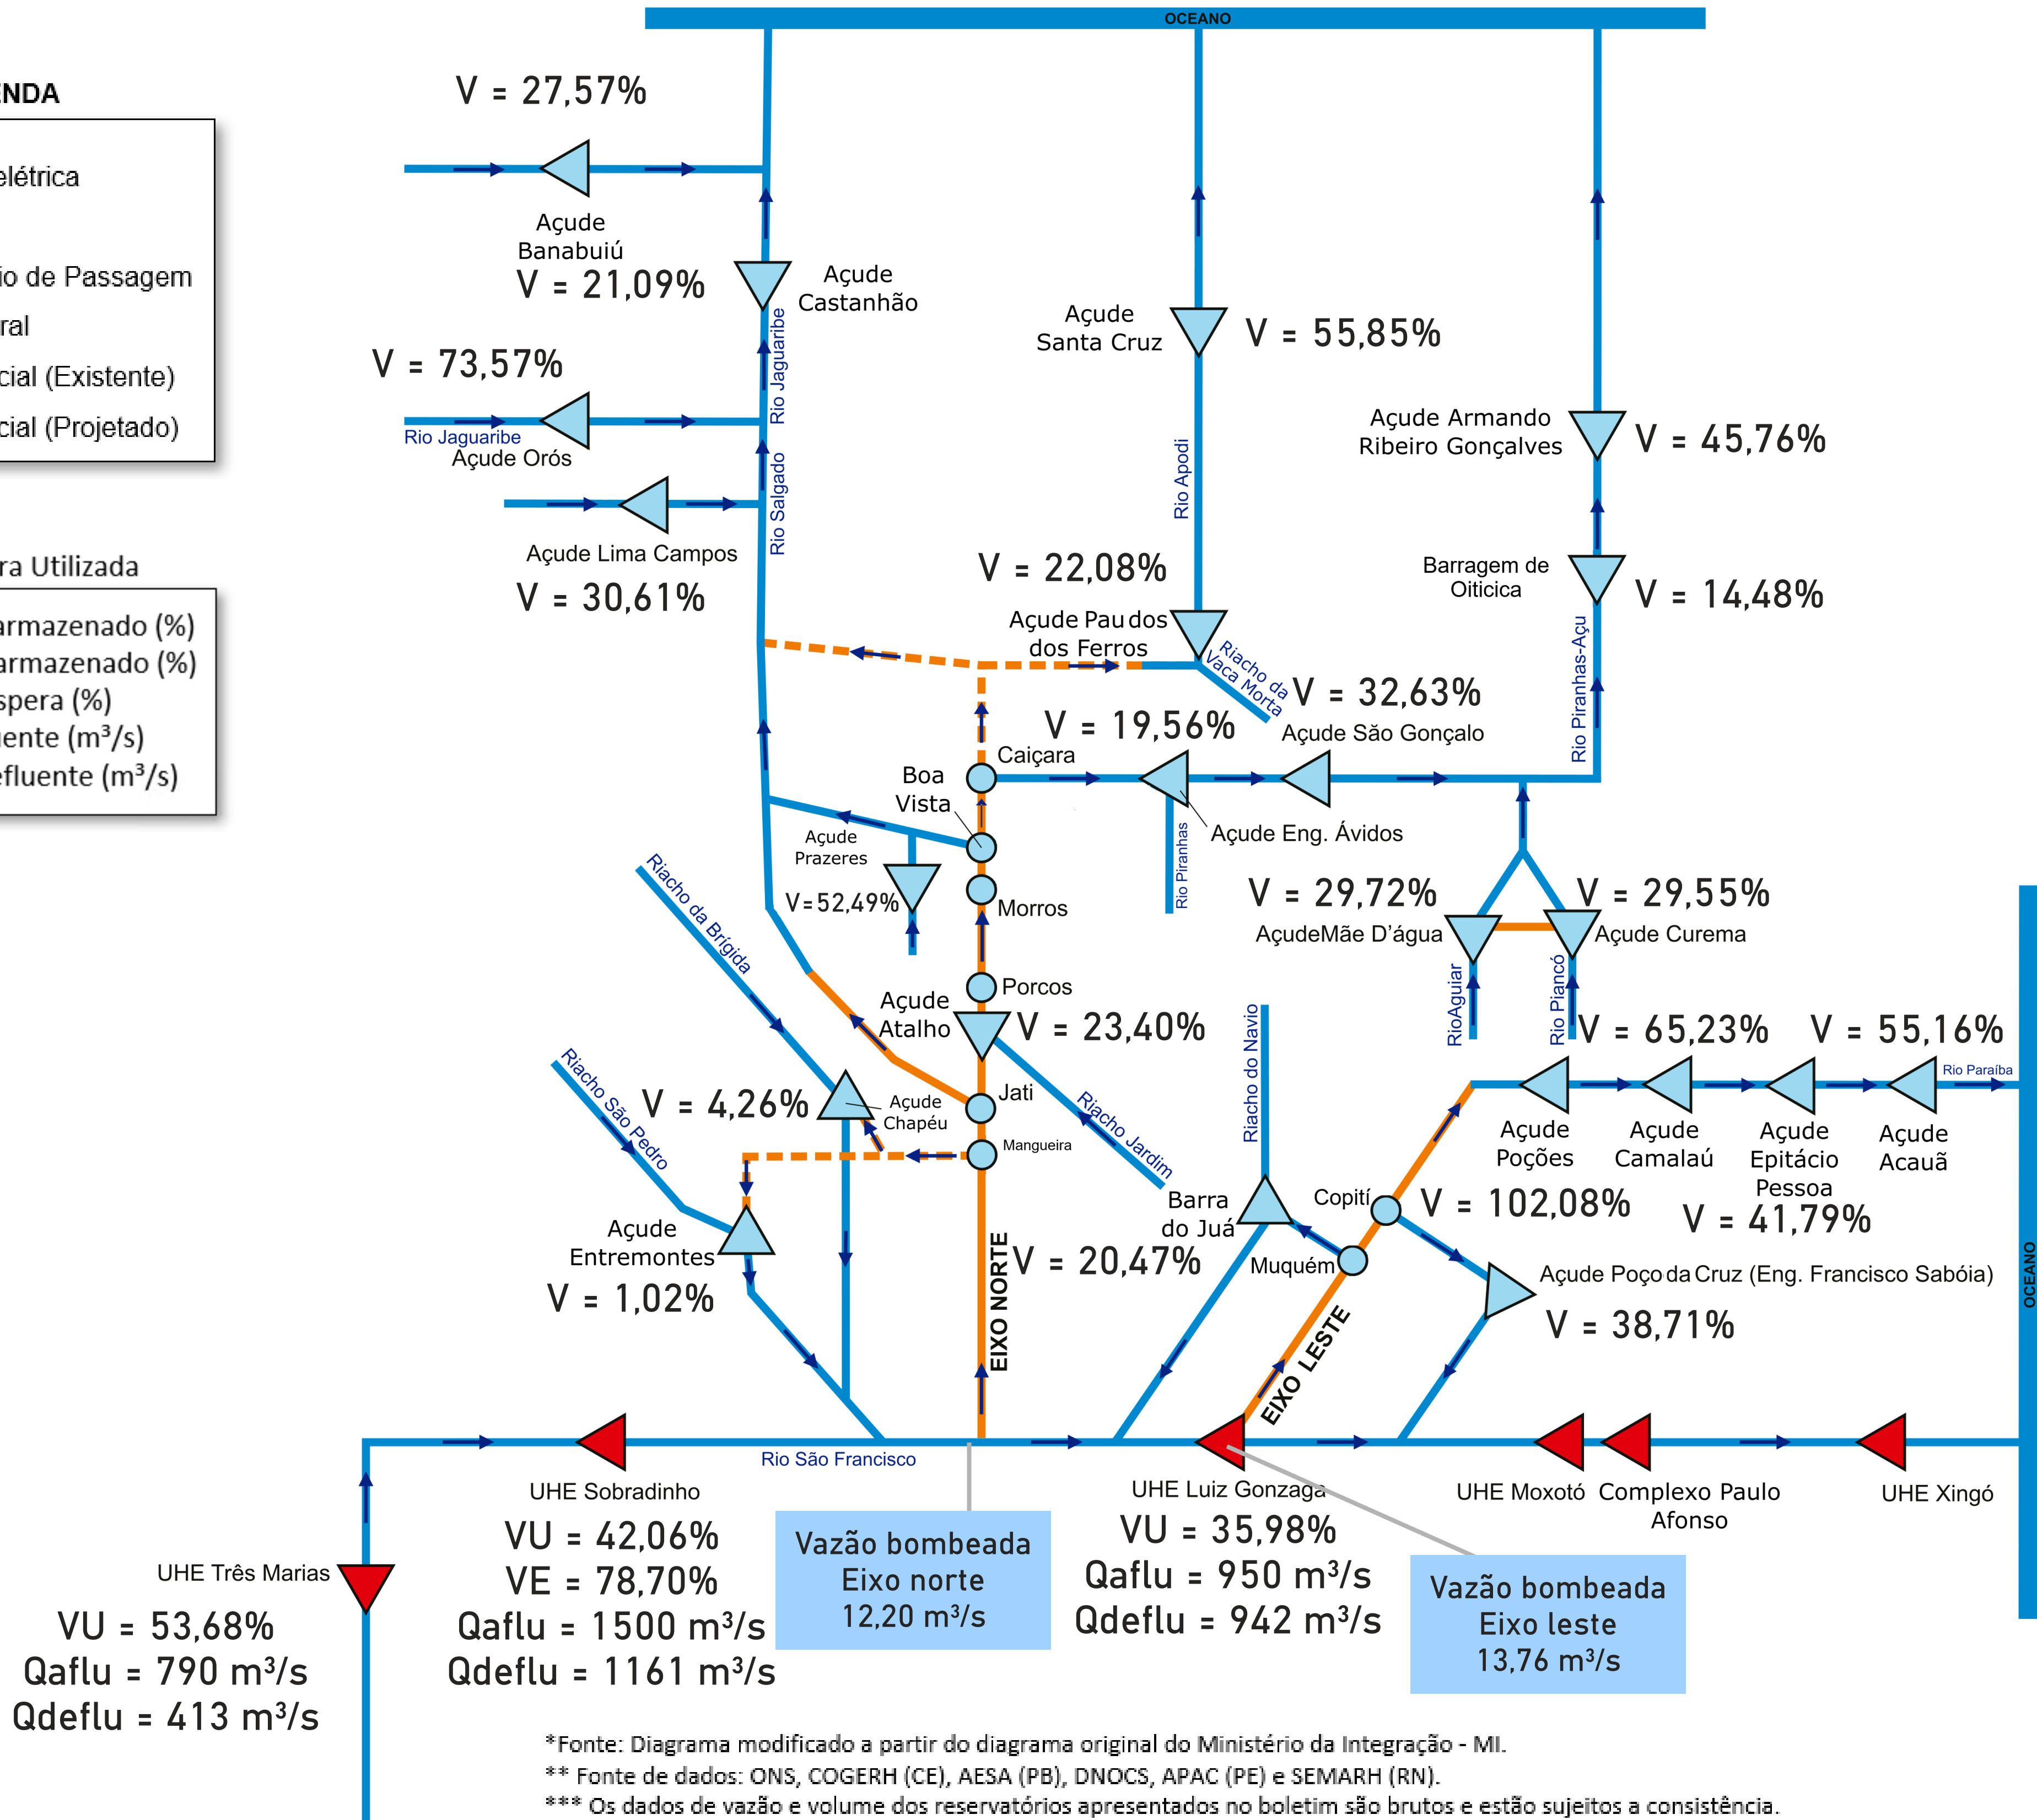 OCEANO
ENDA
elétrica
io de Passagem
ral
cial (Existente)
cial (Projetado)
ra Utilizada
armazenado (%)
armazenado (%)
spera (%)
uente (m³/s)
efluente (m³/s)
V = 27,57%
Açude
Banabuiú
V = 21,09%
Açude
Castanhão
Rio Jaguaribe
V = 73,57%
Rio Jaguaribe
Açude Orós
Rio Salgado
Açude Lima Campos
V = 30,61%
Açude
Santa Cruz
V = 55,85%
Rio Apodi
Açude Armando
Ribeiro Gonçalves
V = 45,76%
Barragem de
Oiticica
V = 14,48%
Rio Piranhas-Açu
V = 22,08%
Açude Pau dos
dos Ferros
Riacho da
Vaca Morta
V = 32,63%
Açude São Gonçalo
V = 19,56%
Caiçara
Boa
Vista
Açude Eng. Ávidos
Rio Piranhas
Açude
Prazeres
V = 52,49%
Morros
Porcos
Riacho da Brígida
Açude
Atalho
V = 23,40%
V = 29,72%
AçudeMãe D'água
V = 29,55%
Açude Curema
RioAguiar
Rio Piancó
V = 65,23%
V = 55,16%
Rio Paraíba
Riacho São Pedro
V = 4,26%
Açude
Chapéu
Jati
Mangueira
Riacho Jardim
Riacho do Navio
Açude
Poções
Açude
Camalaú
Açude
Epitácio
Pessoa
Açude
Acauã
V = 102,08%
V = 41,79%
Barra
do Juá
Copití
Muquém
V = 20,47%
Açude
Entremontes
V = 1,02%
EIXO NORTE
EIXO LESTE
Açude Poço da Cruz (Eng. Francisco Sabóia)
V = 38,71%
OCEANO
Rio São Francisco
UHE Sobradinho
VU = 42,06%
VE = 78,70%
Qaflu = 1500 m³/s
Qdeflu = 1161 m³/s
Vazão bombeada
Eixo norte
12,20 m³/s
UHE Luiz Gonzaga
VU = 35,98%
Qaflu = 950 m³/s
Qdeflu = 942 m³/s
Vazão bombeada
Eixo leste
13,76 m³/s
UHE Moxotó
Complexo Paulo
Afonso
UHE Xingó
UHE Três Marias
VU = 53,68%
Qaflu = 790 m³/s
Qdeflu = 413 m³/s
*Fonte: Diagrama modificado a partir do diagrama original do Ministério da Integração - MI.
** Fonte de dados: ONS, COGERH (CE), AESA (PB), DNOCS, APAC (PE) e SEMARH (RN).
*** Os dados de vazão e volume dos reservatórios apresentados no boletim são brutos e estão sujeitos a consistência.